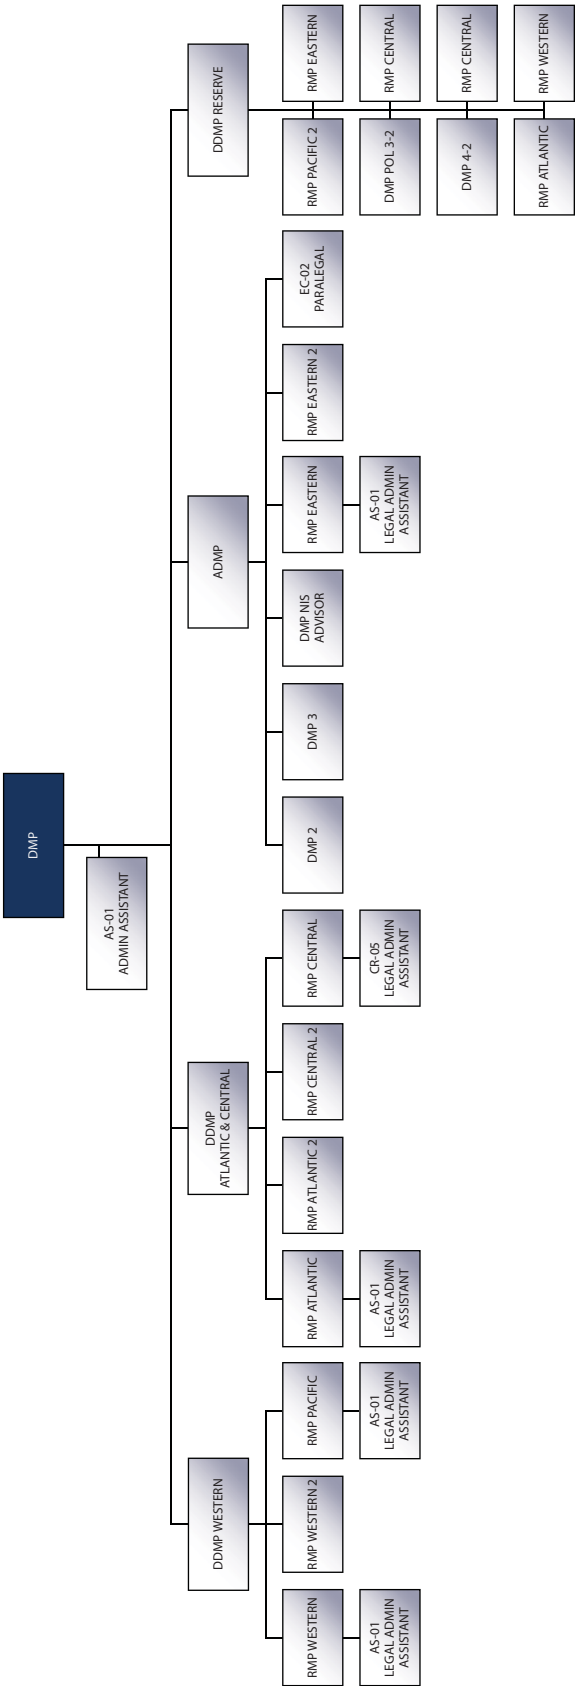 DMP
AS-01
ADMIN ASSISTANT
DDMP WESTERN
DDMP
ATLANTIC & CENTRAL
ADMP
DDMP RESERVE
RMP WESTERN
RMP WESTERN 2
RMP PACIFIC
RMP ATLANTIC
RMP ATLANTIC 2
RMP CENTRAL 2
RMP CENTRAL
DMP 2
DMP 3
DMP NIS
ADVISOR
RMP EASTERN
RMP EASTERN 2
EC-02
PARALEGAL
RMP PACIFIC 2
RMP EASTERN
AS-01
LEGAL ADMIN
ASSISTANT
AS-01
LEGAL ADMIN
ASSISTANT
AS-01
LEGAL ADMIN
ASSISTANT
CR-05
LEGAL ADMIN
ASSISTANT
AS-01
LEGAL ADMIN
ASSISTANT
DMP POL 3-2
RMP CENTRAL
DMP 4-2
RMP CENTRAL
RMP ATLANTIC
RMP WESTERN